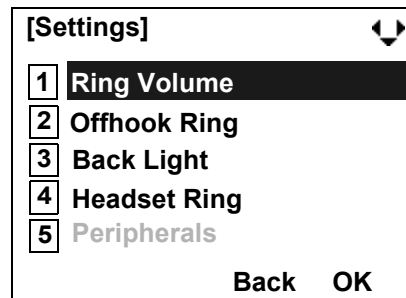 [Settings]
1 Ring Volume
2 Offhook Ring
3 Back Light
4 Headset Ring
5 Peripherals
Back OK